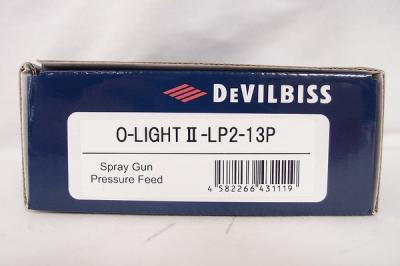 DEVILBISS
O-LIGHT Ⅱ-LP2-13P
Spray Gun
Pressure Feed
4 582266 431119